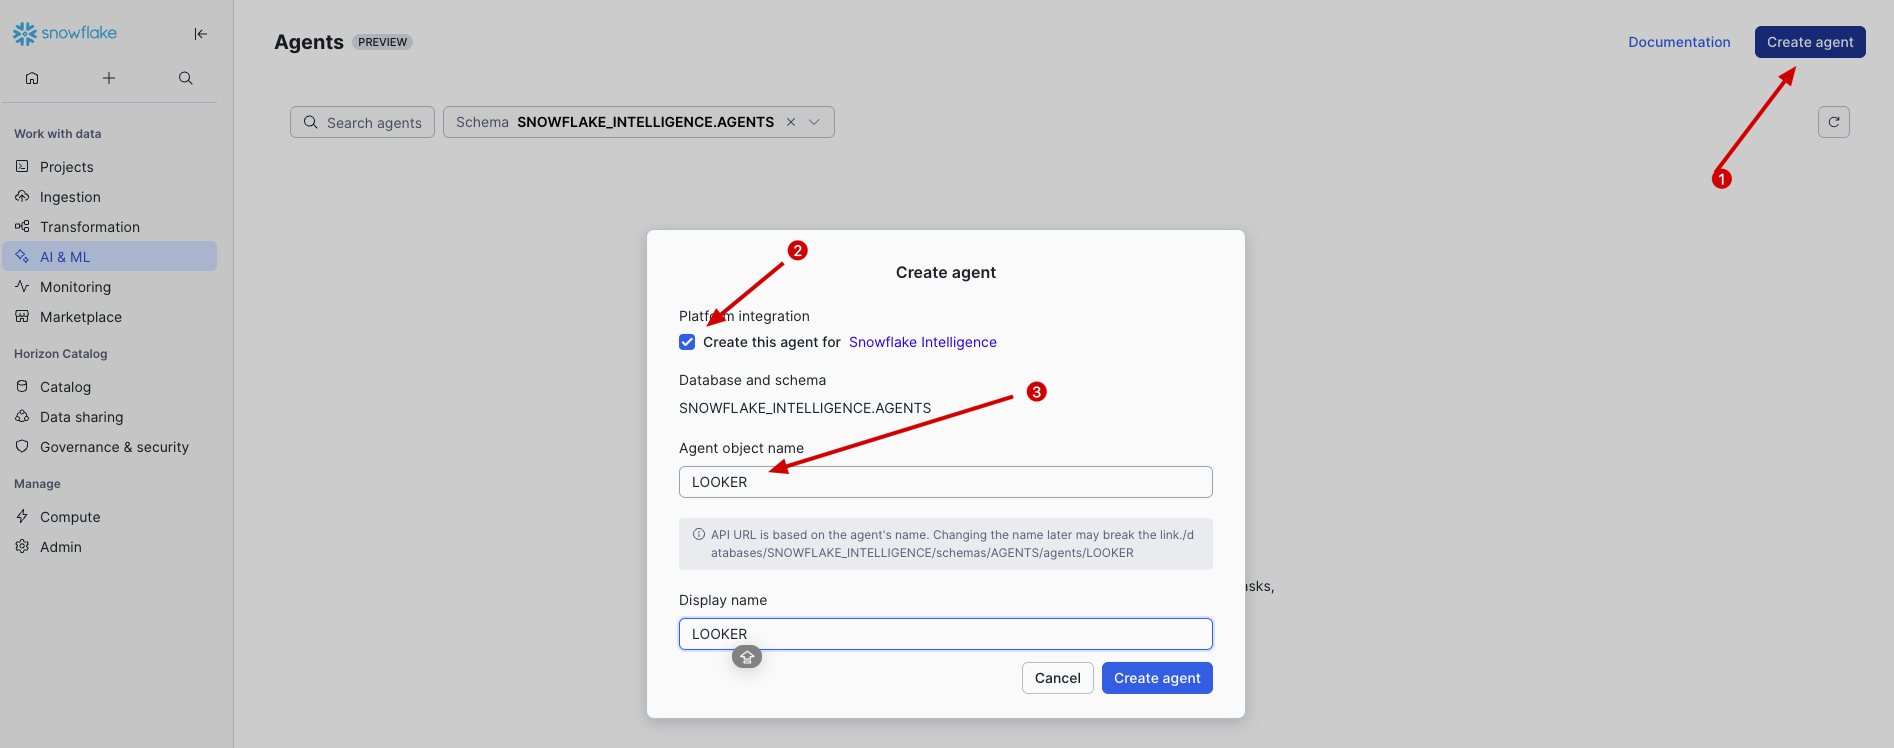 snowflake
Work with data
Projects
Ingestion
Transformation
AI & ML
Monitoring
Marketplace
Horizon Catalog
Catalog
Data sharing
Governance & security
Manage
Compute
Admin
Agents PREVIEW
Documentation
Create agent
Search agents
Schema SNOWFLAKE_INTELLIGENCE.AGENTS
1
2
Create agent
Platform integration
Create this agent for Snowflake Intelligence
Database and schema
3
SNOWFLAKE_INTELLIGENCE.AGENTS
Agent object name
LOOKER
API URL is based on the agent's name. Changing the name later may break the link./d
atabases/SNOWFLAKE_INTELLIGENCE/schemas/AGENTS/agents/LOOKER
Display name
LOOKER
Cancel
Create agent